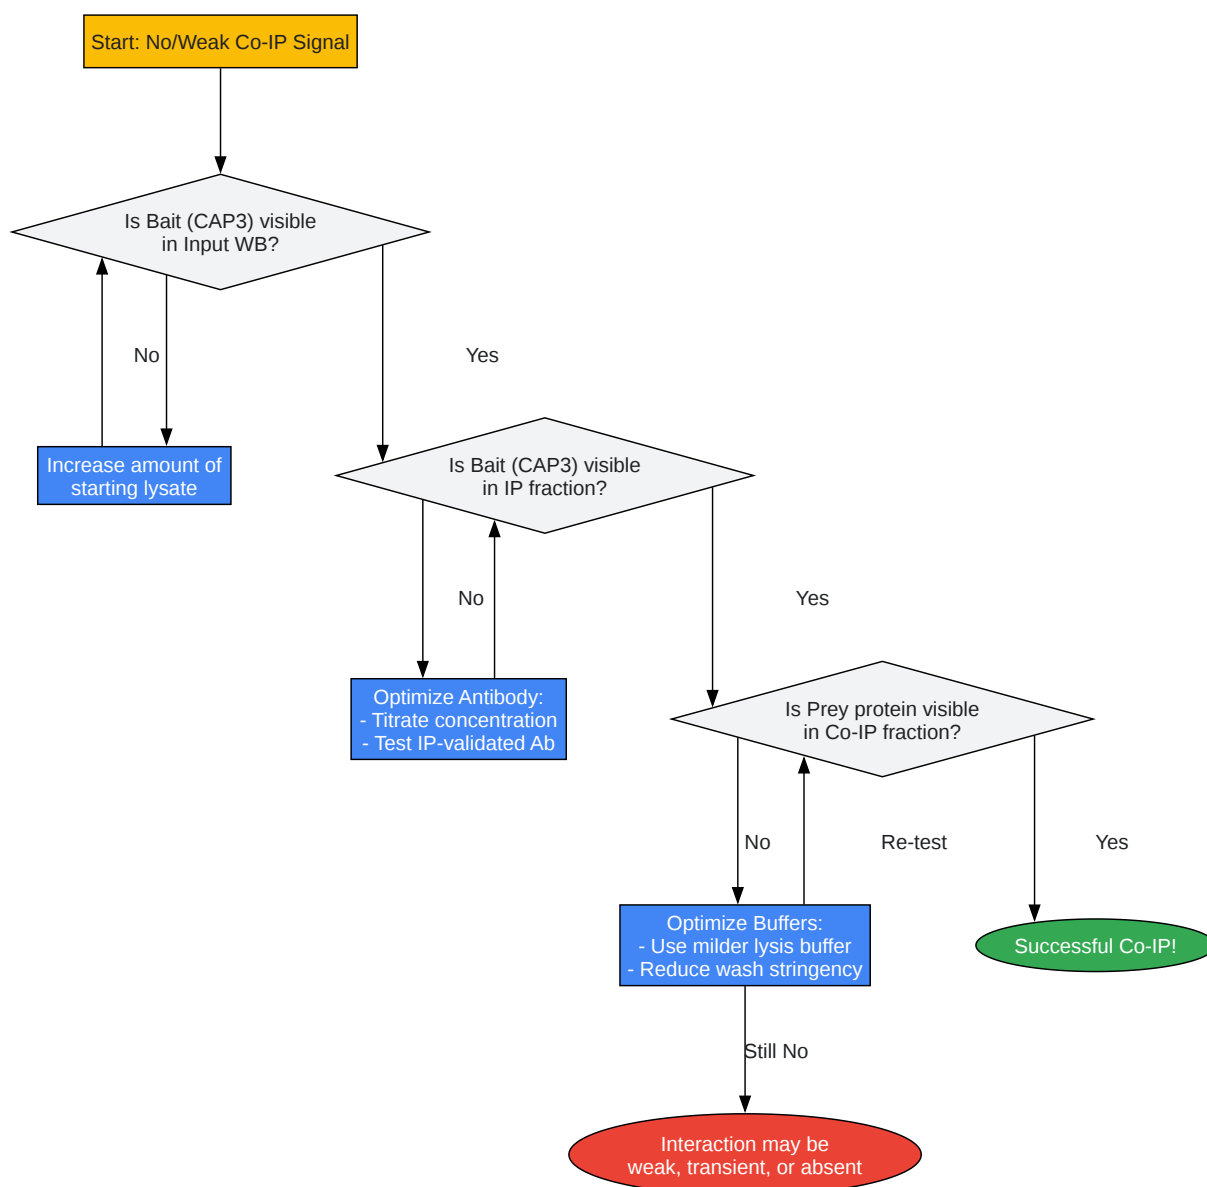 Start: No/Weak Co-IP Signal
Is Bait (CAP3) visible
in Input WB?
No
Yes
Increase amount of
starting lysate
Is Bait (CAP3) visible
in IP fraction?
No
Yes
Optimize Antibody:
- Titrate concentration
- Test IP-validated Ab
Is Prey protein visible
in Co-IP fraction?
No
Re-test
Yes
Optimize Buffers:
- Use milder lysis buffer
- Reduce wash stringency
Successful Co-IP!
Still No
Interaction may be
weak, transient, or absent